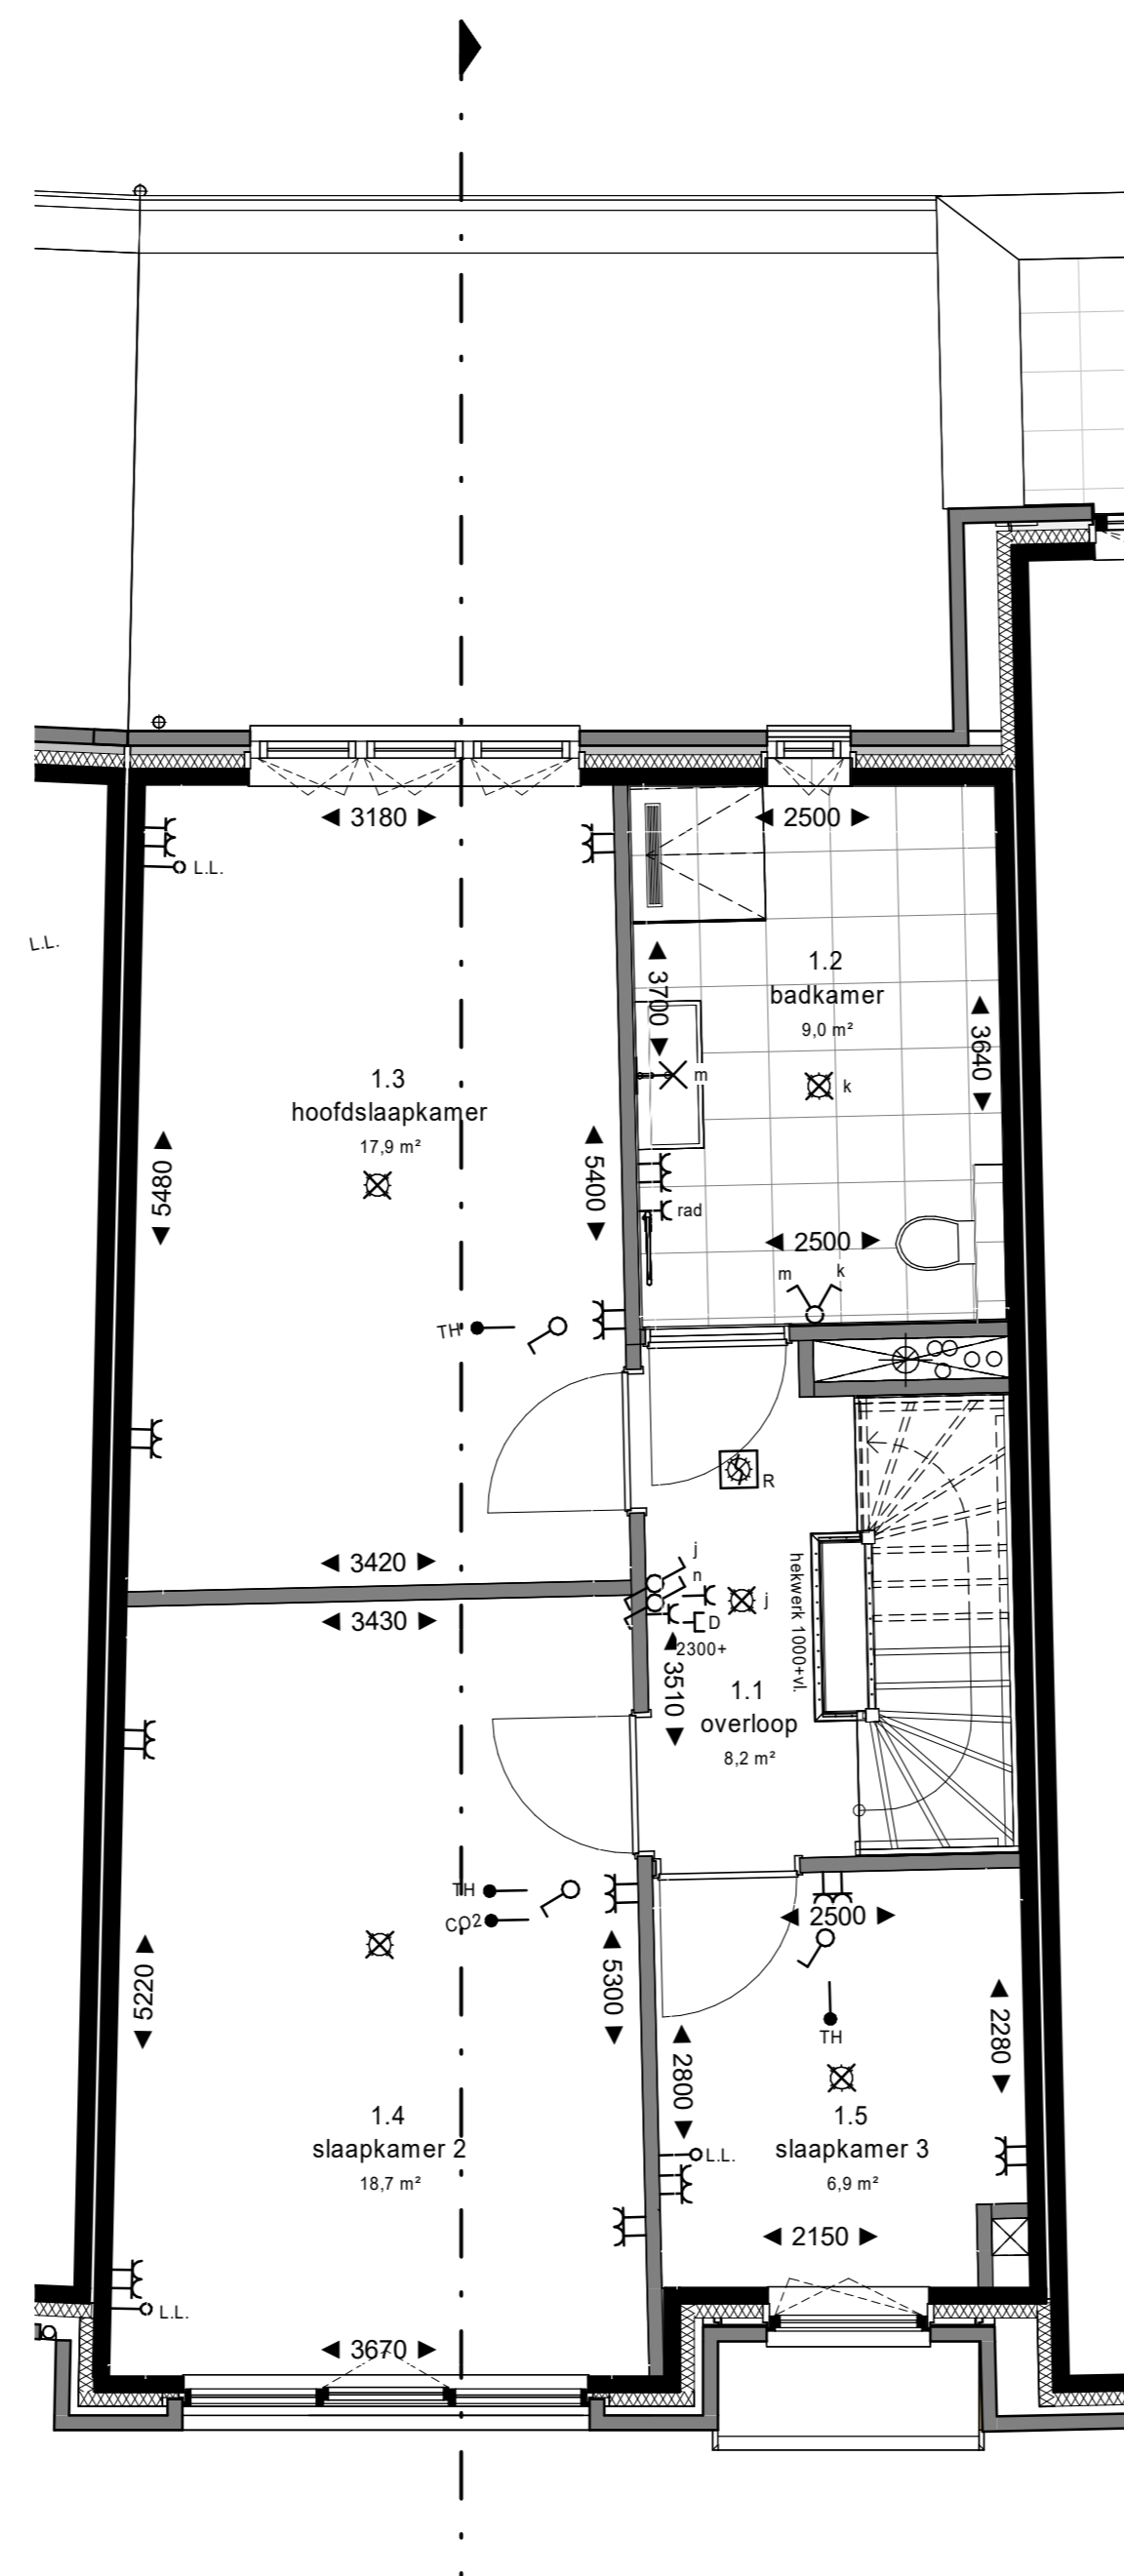 3180
2500
L.L.
L.L.
3700
1.2
badkamer
9,0 m²
3640
m
k
1.3
hoofdslaapkamer
17,9 m²
5480
5400
rad
2500
m
k
TH
R
3420
3430
j
n
j
D
2300+
hekwerk 1000+vl.
3510
1.1
overloop
8,2 m²
TH
CO2
2500
5220
5300
2280
TH
2800
1.4
slaapkamer 2
18,7 m²
1.5
slaapkamer 3
6,9 m²
L.L.
2150
L.L.
3670